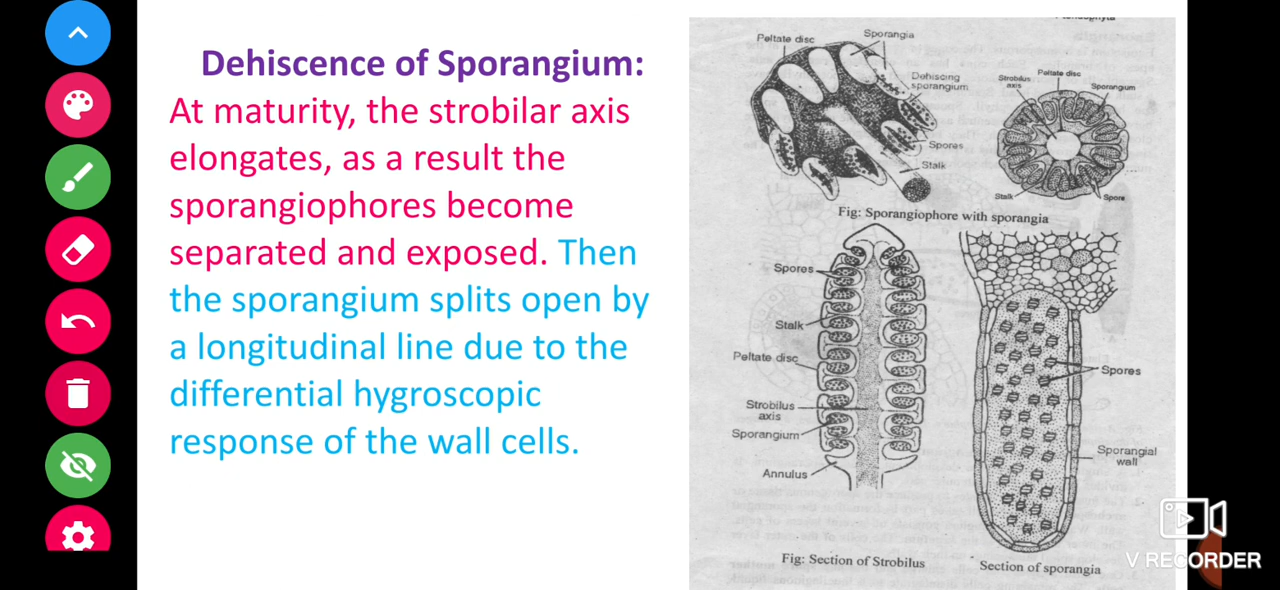 Dehiscence of Sporangium:
At maturity, the strobilar axis
elongates, as a result the
sporangiophores become
separated and exposed. Then
the sporangium splits open by
a longitudinal line due to the
differential hygroscopic
response of the wall cells.
Peltate disc
Sporangia
Dehiscing
sporangium
Spores
Stalk
Strobilus
axis
Peltate disc
Sporangium
Stalk
Spore
Fig: Sporangiophore with sporangia
Spores
Stalk
Peltate disc
Strobilus
axis
Sporangium
Annulus
Fig: Section of Strobilus
Spores
Sporangial
wall
Section of sporangia
V RECORDER